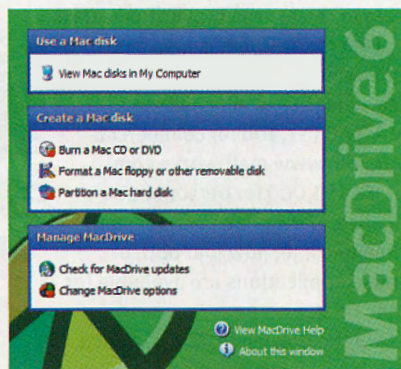 Use a Mac disk
View Mac disks in My Computer
Create a Mac disk
Burn a Mac CD or DVD
Format a Mac floppy or other removable disk
Partition a Mac hard disk
Manage MacDrive
Check for MacDrive updates
Change MacDrive options
View MacDrive Help
About this window
MacDrive 6